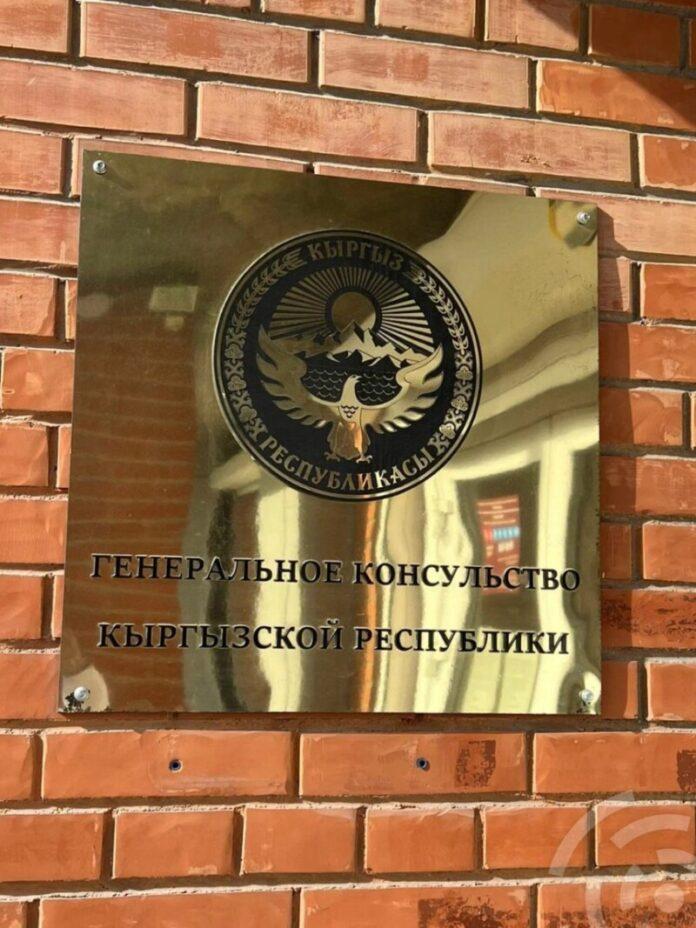 КЫРГЫЗ
РЕСПУБЛИКАСЫ
ГЕНЕРАЛЬНОЕ КОНСУЛЬСТВО
КЫРГЫЗСКОЙ РЕСПУБЛИКИ